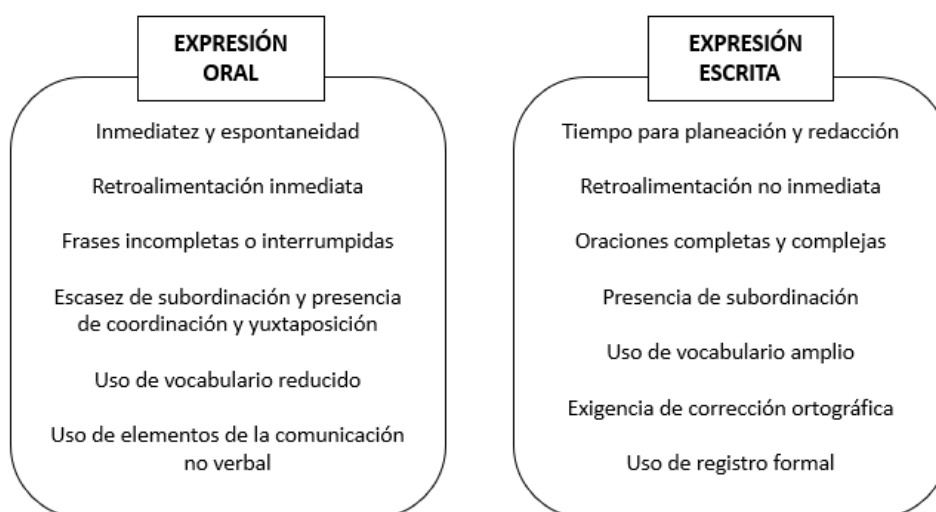 EXPRESIÓN
ORAL
Inmediatez y espontaneidad
Retroalimentación inmediata
Frases incompletas o interrumpidas
Escasez de subordinación y presencia
de coordinación y yuxtaposición
Uso de vocabulario reducido
Uso de elementos de la comunicación
no verbal
EXPRESIÓN
ESCRITA
Tiempo para planeación y redacción
Retroalimentación no inmediata
Oraciones completas y complejas
Presencia de subordinación
Uso de vocabulario amplio
Exigencia de corrección ortográfica
Uso de registro formal